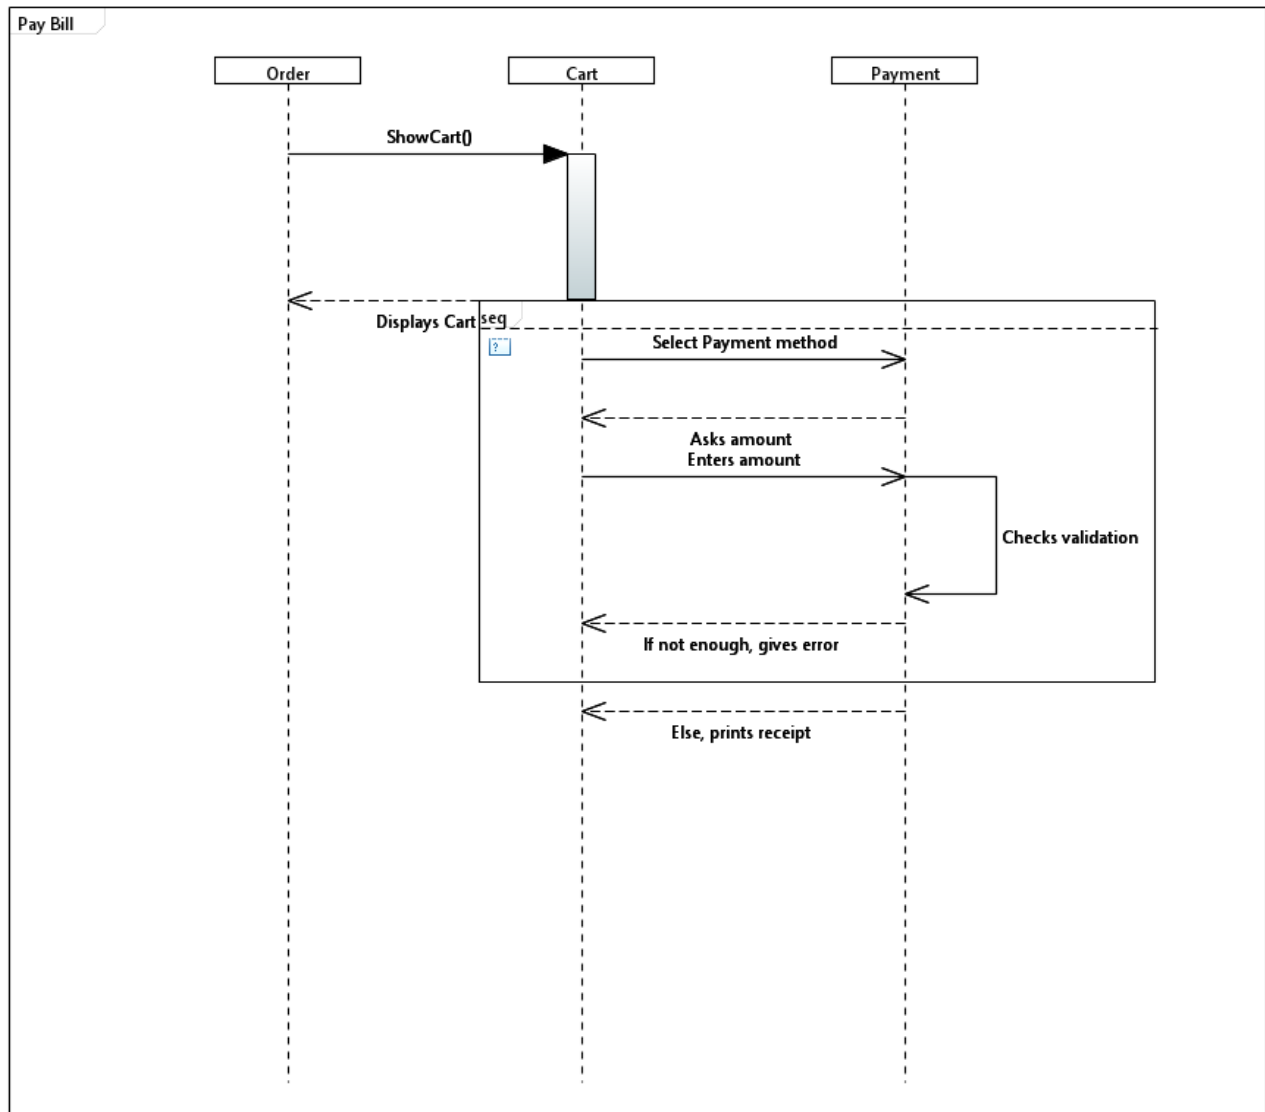 Pay Bill
Order
Cart
Payment
ShowCart()
Displays Cart
seq
?
Select Payment method
Asks amount
Enters amount
Checks validation
If not enough, gives error
Else, prints receipt